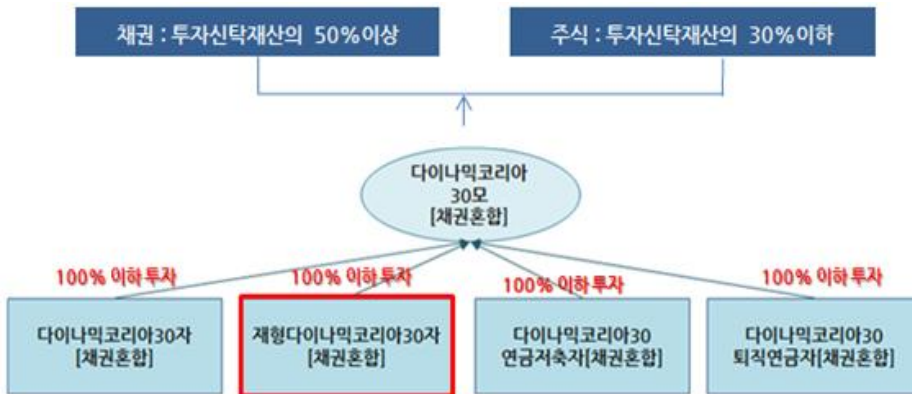 채권 : 투자신탁재산의 50%이상
주식 : 투자신탁재산의 30%이하
다이나믹코리아
30모
[채권혼합]
100% 이하 투자
100% 이하 투자
100% 이하 투자
100% 이하 투자
다이나믹코리아30자
[채권혼합]
재형다이나믹코리아30자
[채권혼합]
다이나믹코리아30
연금저축자[채권혼합]
다이나믹코리아30
퇴직연금자[채권혼합]